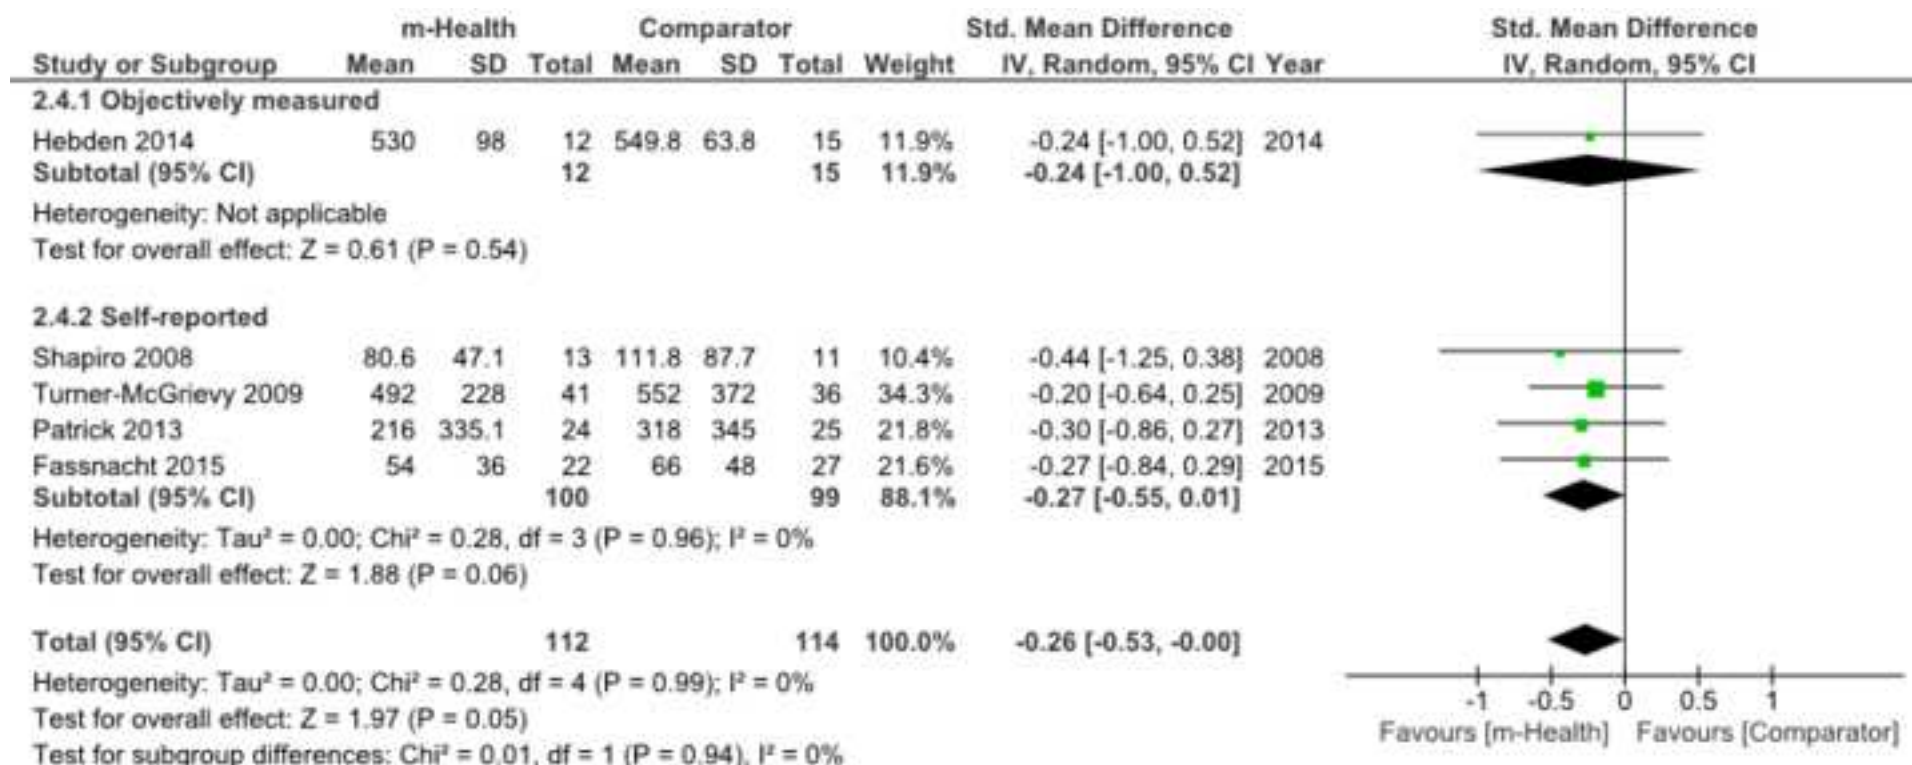 m-Health Comparator Std. Mean Difference Std. Mean Difference
Study or Subgroup Mean SD Total Mean SD Total Weight IV, Random, 95% CI Year IV, Random, 95% CI
2.4.1 Objectively measured
Hebden 2014 530 98 12 549.8 63.8 15 11.9% -0.24 [-1.00, 0.52] 2014
Subtotal (95% CI) 12 15 11.9% -0.24 [-1.00, 0.52]
Heterogeneity: Not applicable
Test for overall effect: Z = 0.61 (P = 0.54)
2.4.2 Self-reported
Shapiro 2008 80.6 47.1 13 111.8 87.7 11 10.4% -0.44 [-1.25, 0.38] 2008
Turner-McGrievy 2009 492 228 41 552 372 36 34.3% -0.20 [-0.64, 0.25] 2009
Patrick 2013 216 335.1 24 318 345 25 21.8% -0.30 [-0.86, 0.27] 2013
Fassnacht 2015 54 36 22 66 48 27 21.6% -0.27 [-0.84, 0.29] 2015
Subtotal (95% CI) 100 99 88.1% -0.27 [-0.55, 0.01]
Heterogeneity: Tau² = 0.00; Chi² = 0.28, df = 3 (P = 0.96); I² = 0%
Test for overall effect: Z = 1.88 (P = 0.06)
Total (95% CI) 112 114 100.0% -0.26 [-0.53, -0.00]
Heterogeneity: Tau² = 0.00; Chi² = 0.28, df = 4 (P = 0.99); I² = 0%
Test for overall effect: Z = 1.97 (P = 0.05)
Test for subgroup differences: Chi² = 0.01, df = 1 (P = 0.94), I² = 0%
-1 -0.5 0 0.5 1
Favours [m-Health] Favours [Comparator]